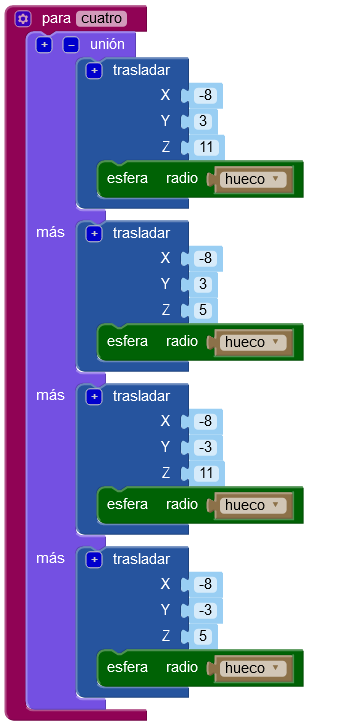 para cuatro
+ – unión
+ trasladar
X -8
Y 3
Z 11
esfera radio hueco
más + trasladar
X -8
Y 3
Z 5
esfera radio hueco
más + trasladar
X -8
Y -3
Z 11
esfera radio hueco
más + trasladar
X -8
Y -3
Z 5
esfera radio hueco